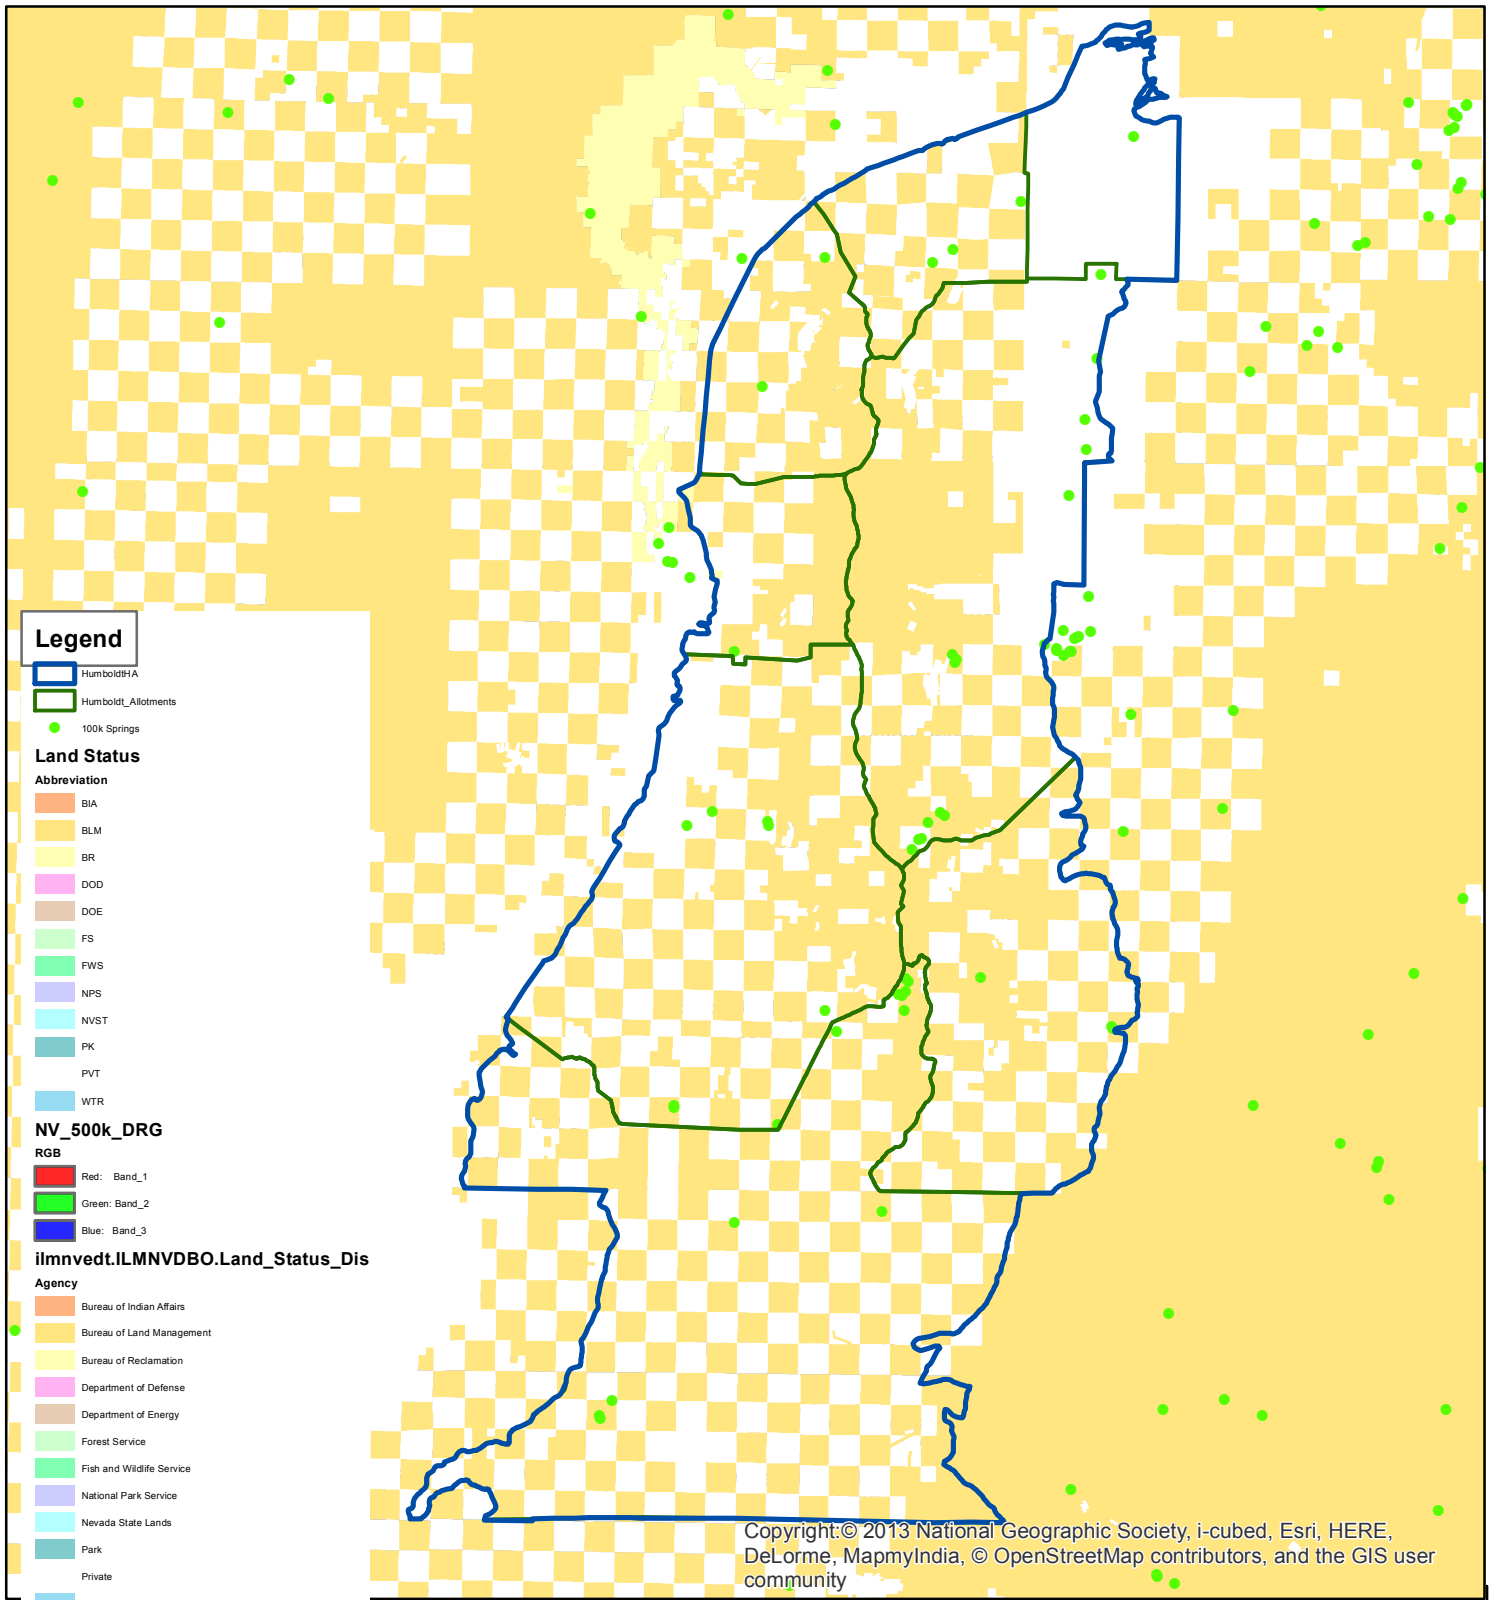 Legend
HumboldtHA
Humboldt_Allotments
100k Springs
Land Status
Abbreviation
BIA
BLM
BR
DOD
DOE
FS
FWS
NPS
NVST
PK
PVT
WTR
NV_500k_DRG
RGB
Red: Band_1
Green: Band_2
Blue: Band_3
ilmnvedt.ILMNVDBO.Land_Status_Dis
Agency
Bureau of Indian Affairs
Bureau of Land Management
Bureau of Reclamation
Department of Defense
Department of Energy
Forest Service
Fish and Wildlife Service
National Park Service
Nevada State Lands
Park
Private
Copyright:© 2013 National Geographic Society, i-cubed, Esri, HERE,
DeLorme, MapmyIndia, © OpenStreetMap contributors, and the GIS user
community